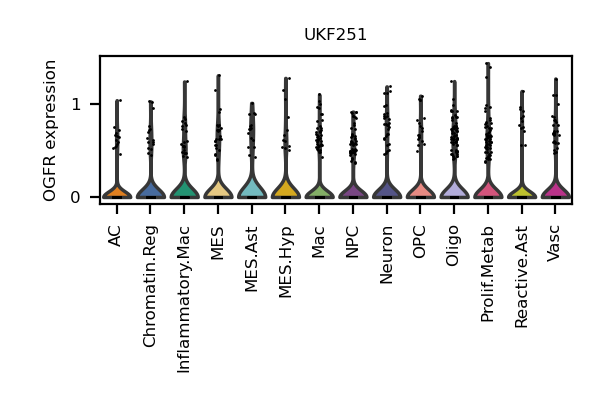 UKF251
OGFR expression
1
0
AC
Chromatin.Reg
Inflammatory.Mac
MES
MES.Ast
MES.Hyp
Mac
NPC
Neuron
OPC
Oligo
Prolif.Metab
Reactive.Ast
Vasc